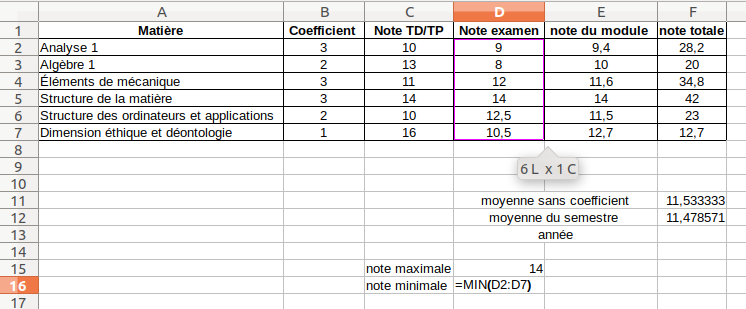 A B C D E F
1 Matière Coefficient Note TD/TP Note examen note du module note totale
2 Analyse 1 3 10 9 9,4 28,2
3 Algèbre 1 2 13 8 10 20
4 Éléments de mécanique 3 11 12 11,6 34,8
5 Structure de la matière 3 14 14 14 42
6 Structure des ordinateurs et applications 2 10 12,5 11,5 23
7 Dimension éthique et déontologie 1 16 10,5 12,7 12,7
8
9 6 L x 1 C
10
11 moyenne sans coefficient 11,533333
12 moyenne du semestre 11,478571
13 année
14
15 note maximale 14
16 note minimale =MIN(D2:D7)
17